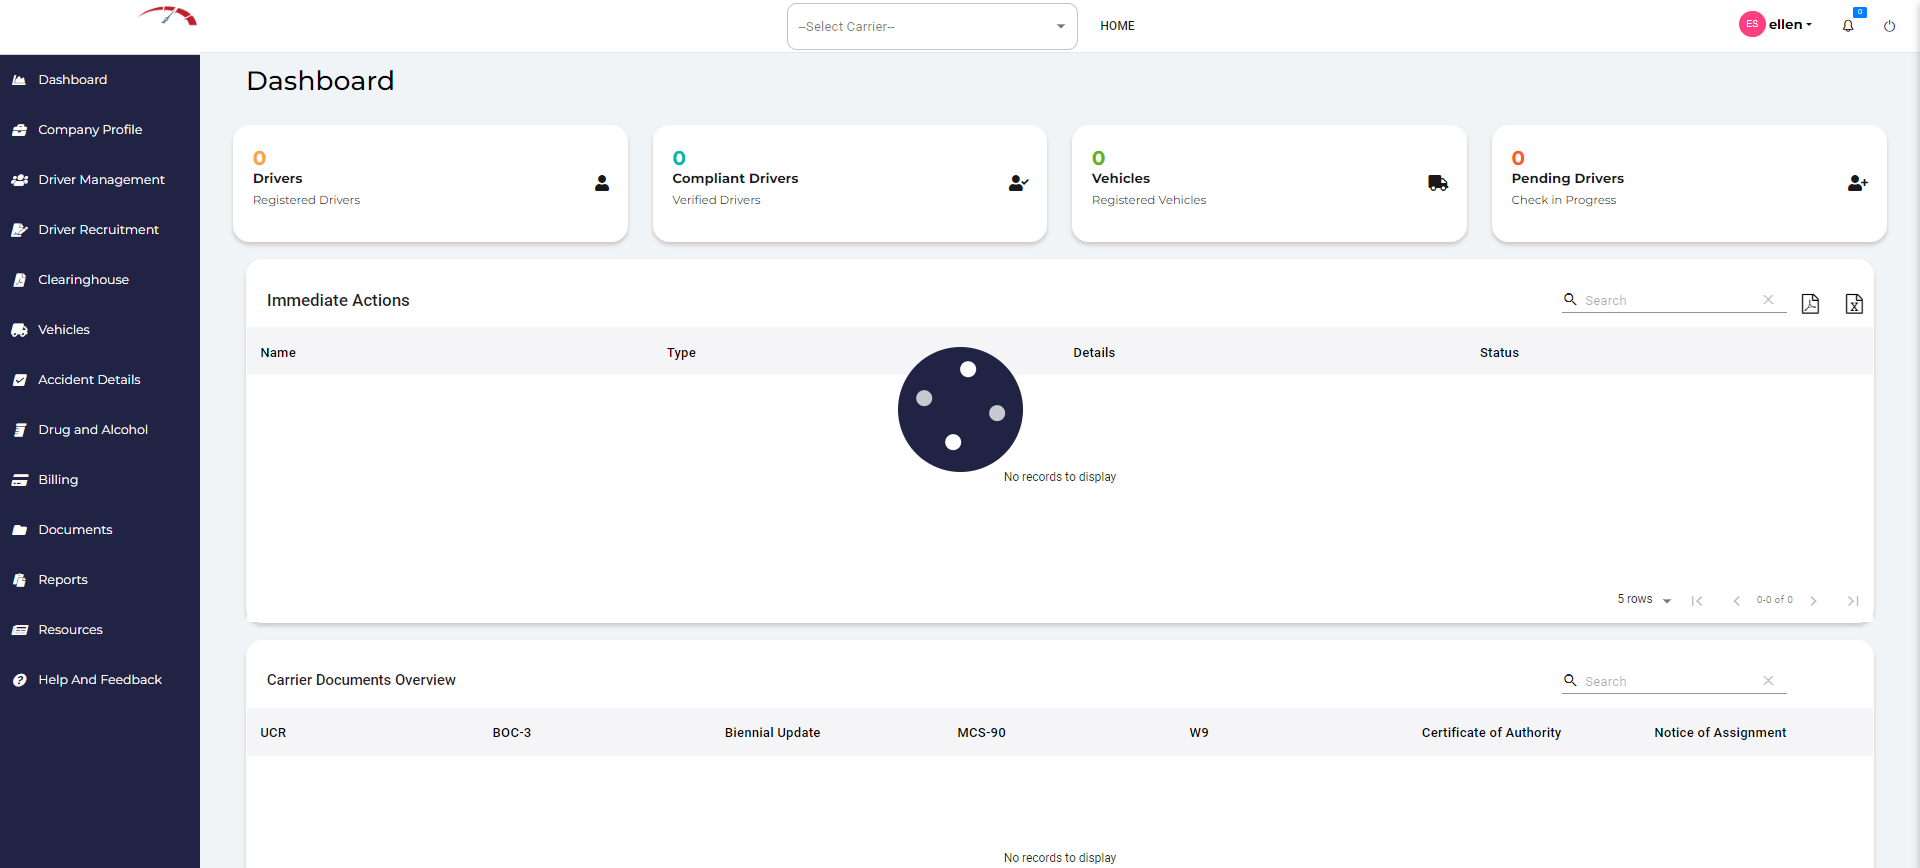 --Select Carrier--
HOME
ES
ellen
0
Dashboard
Company Profile
Driver Management
Driver Recruitment
Clearinghouse
Vehicles
Accident Details
Drug and Alcohol
Billing
Documents
Reports
Resources
Help And Feedback
Dashboard
0
Drivers
Registered Drivers
0
Compliant Drivers
Verified Drivers
0
Vehicles
Registered Vehicles
0
Pending Drivers
Check in Progress
Immediate Actions
Search
Name Type Details Status
No records to display
5 rows
0-0 of 0
Carrier Documents Overview
Search
UCR BOC-3 Biennial Update MCS-90 W9 Certificate of Authority Notice of Assignment
No records to display